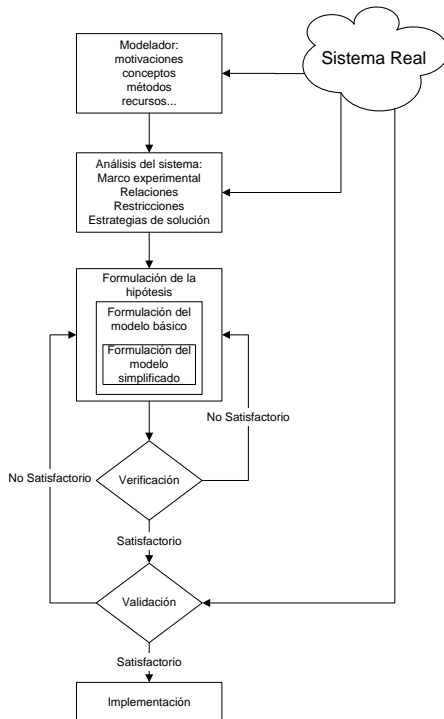 Sistema Real
Modelador:
motivaciones
conceptos
métodos
recursos...
Análisis del sistema:
Marco experimental
Relaciones
Restricciones
Estrategias de solución
Formulación de la
hipótesis
Formulación del
modelo básico
Formulación del
modelo
simplificado
No Satisfactorio
No Satisfactorio
Verificación
Satisfactorio
Validación
Satisfactorio
Implementación